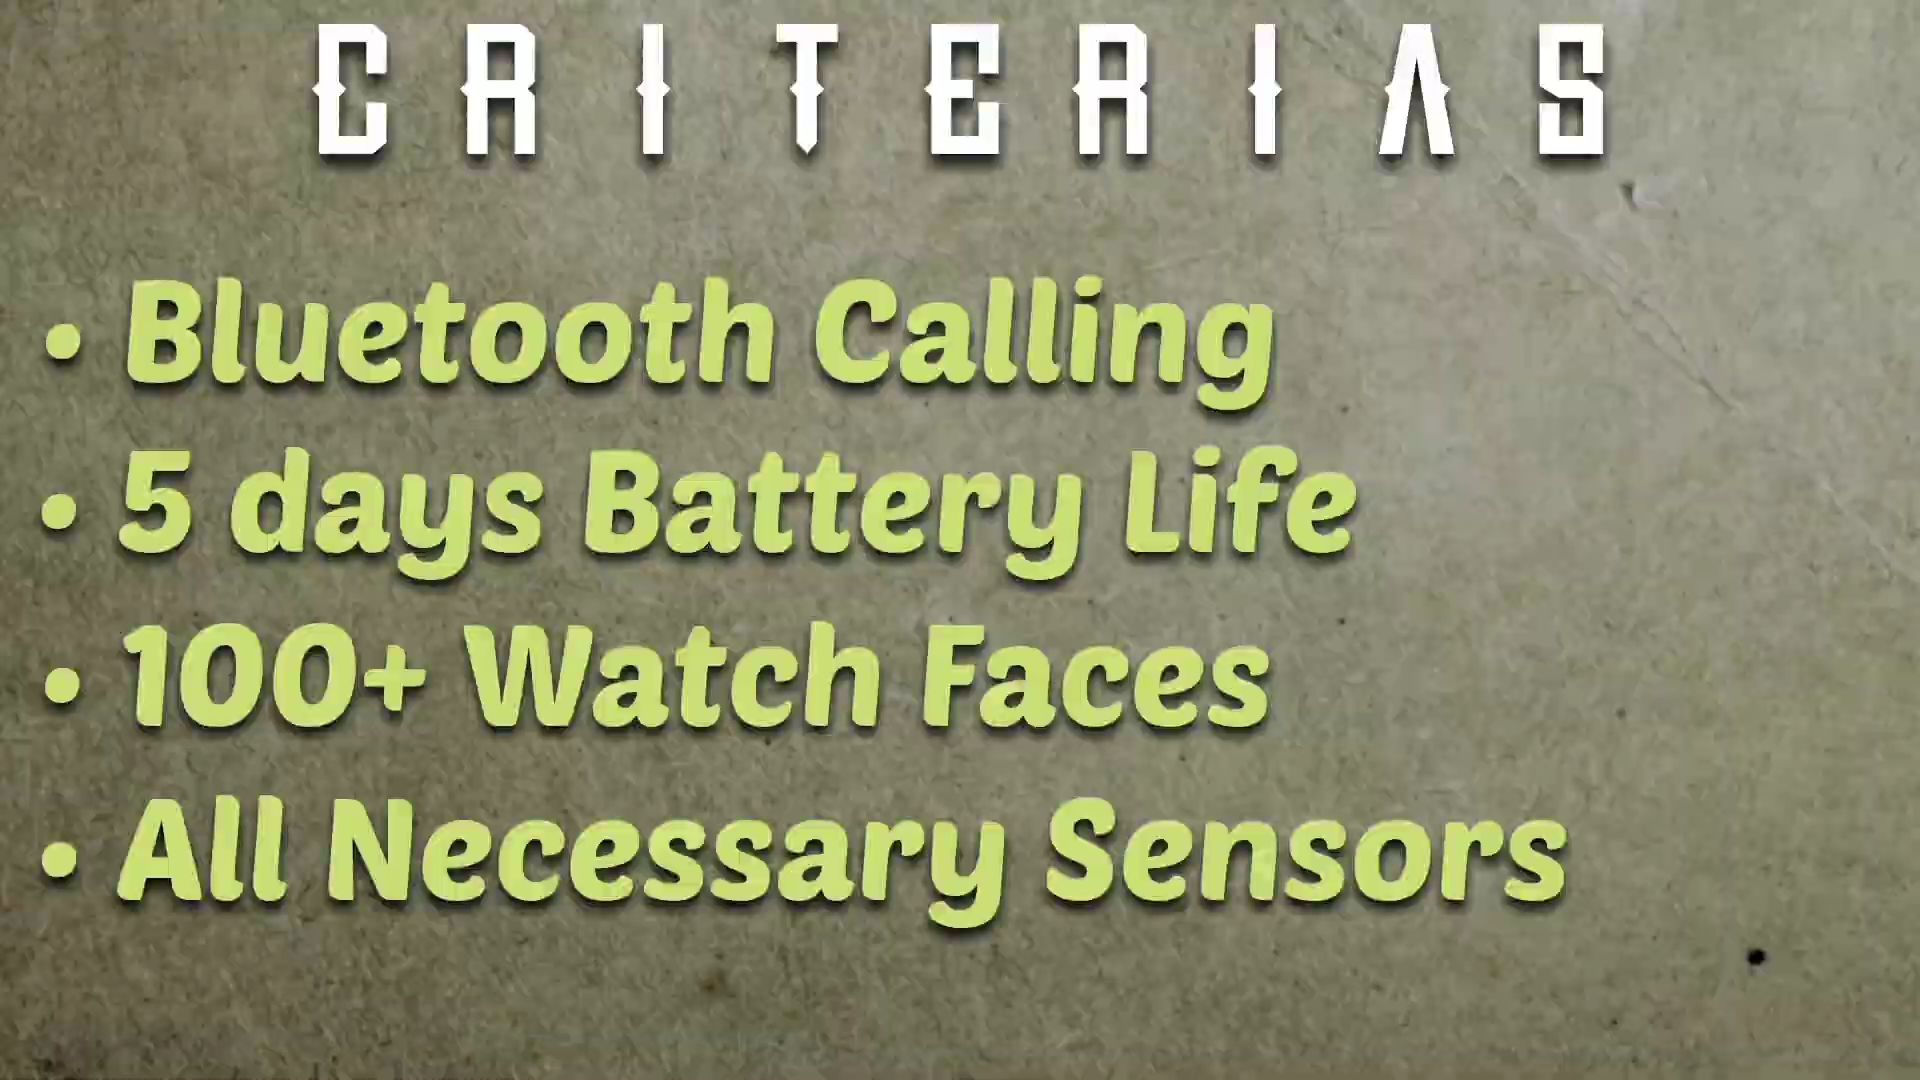 CRITERIAS
• Bluetooth Calling
• 5 days Battery Life
• 100+ Watch Faces
• All Necessary Sensors